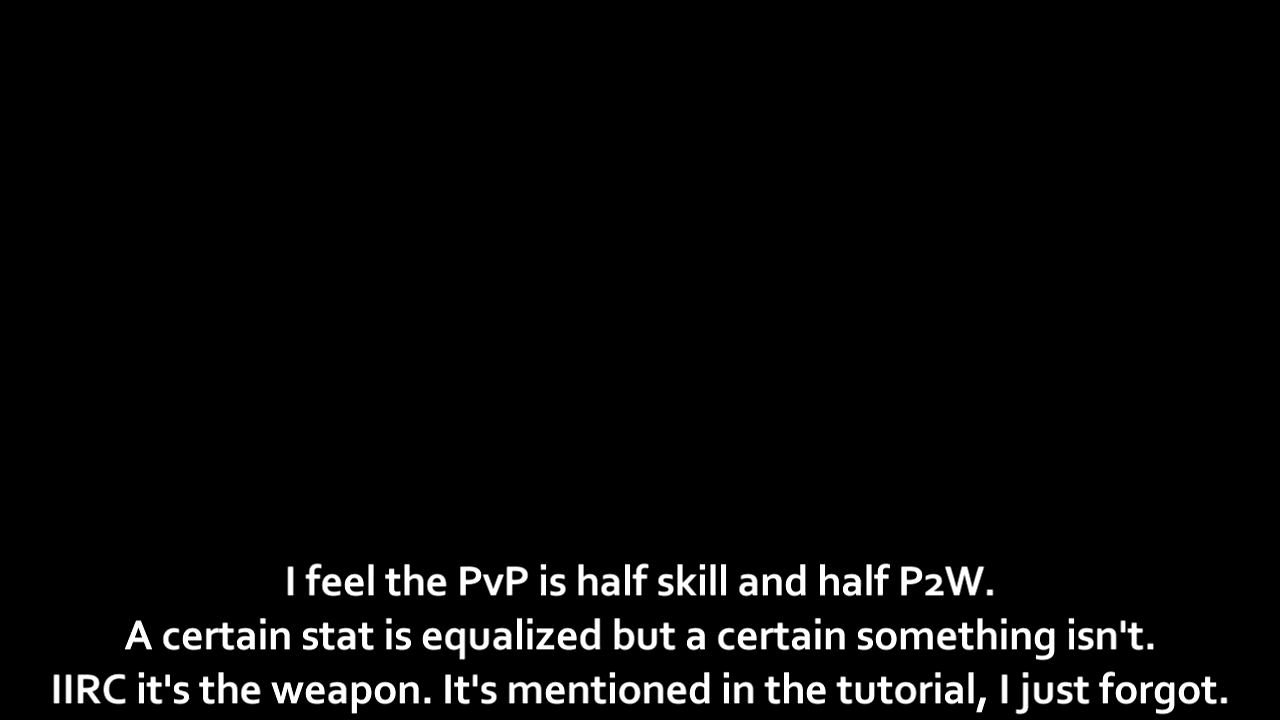 I feel the PvP is half skill and half P2W.
A certain stat is equalized but a certain something isn't.
IIRC it's the weapon. It's mentioned in the tutorial, I just forgot.